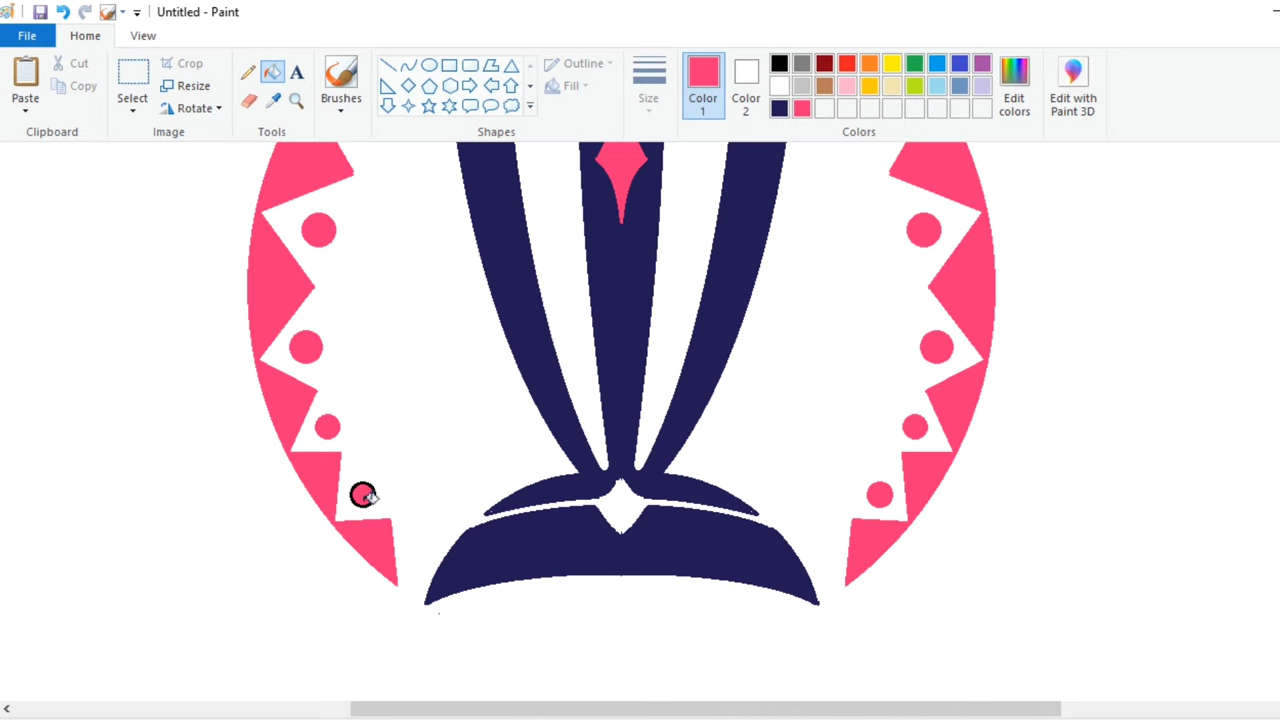 Untitled - Paint
File Home View
Cut Crop Outline
Copy Resize Fill
Paste Select Rotate Brushes Size Color 1 Color 2 Edit colors Edit with Paint 3D
A
Clipboard Image Tools Shapes Colors